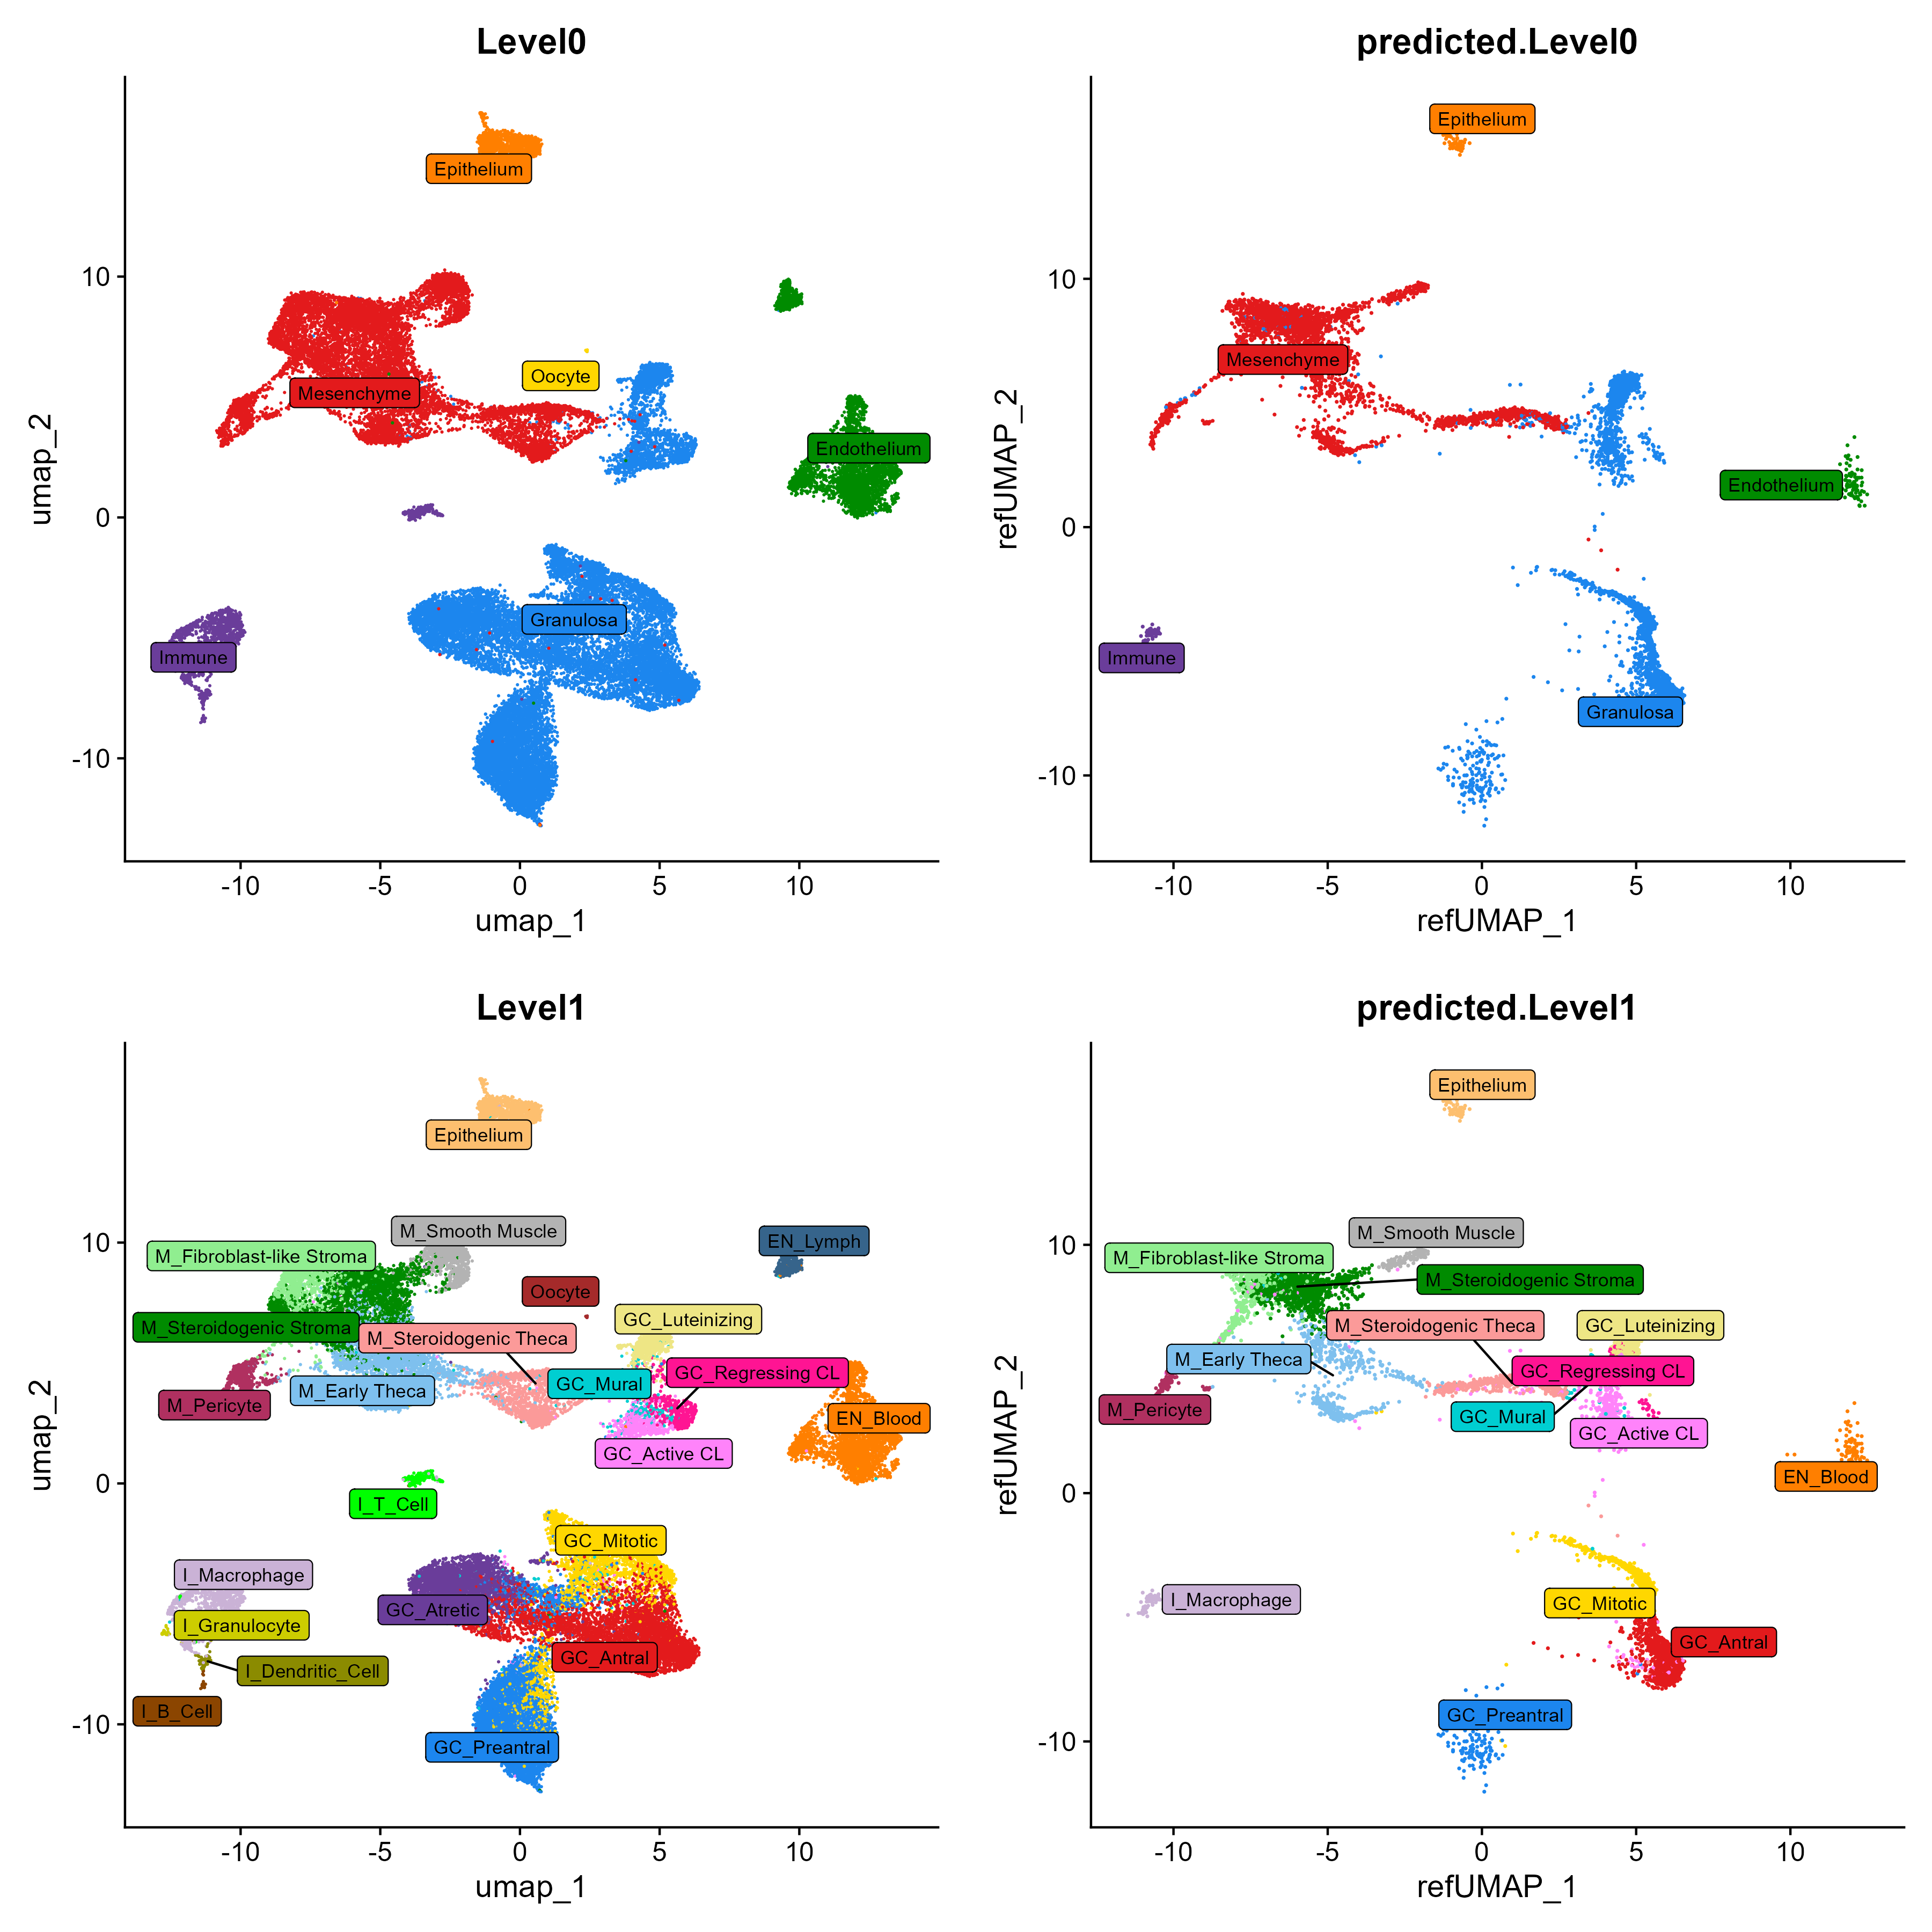 Level0
Epithelium
10
Oocyte
Mesenchyme
Endothelium
umap_2
0
Granulosa
Immune
-10
-10 -5 0 5 10
umap_1
predicted.Level0
Epithelium
10
Mesenchyme
Endothelium
refUMAP_2
0
Immune
Granulosa
-10
-10 -5 0 5 10
refUMAP_1
Level1
Epithelium
M_Smooth Muscle
10
EN_Lymph
M_Fibroblast-like Stroma
Oocyte
GC_Luteinizing
M_Steroidogenic Stroma
M_Steroidogenic Theca
GC_Regressing CL
GC_Mural
M_Early Theca
M_Pericyte
EN_Blood
GC_Active CL
umap_2
0
I_T_Cell
GC_Mitotic
I_Macrophage
GC_Atretic
I_Granulocyte
GC_Antral
I_Dendritic_Cell
I_B_Cell
-10
GC_Preantral
-10 -5 0 5 10
umap_1
predicted.Level1
Epithelium
M_Smooth Muscle
10
M_Fibroblast-like Stroma
M_Steroidogenic Stroma
M_Steroidogenic Theca
GC_Luteinizing
M_Early Theca
GC_Regressing CL
M_Pericyte
GC_Mural
GC_Active CL
EN_Blood
refUMAP_2
0
I_Macrophage
GC_Mitotic
GC_Antral
GC_Preantral
-10
-10 -5 0 5 10
refUMAP_1